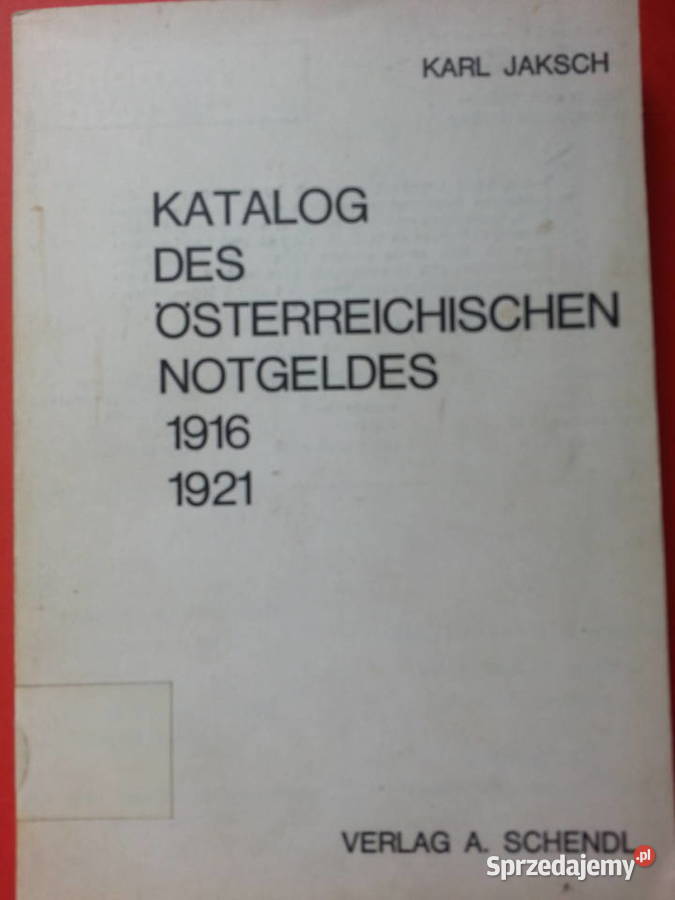 KARL JAKSCH
KATALOG
DES
ÖSTERREICHISCHEN
NOTGELDES
1916
1921
VERLAG A. SCHENDL
Sprzedajemy.pl